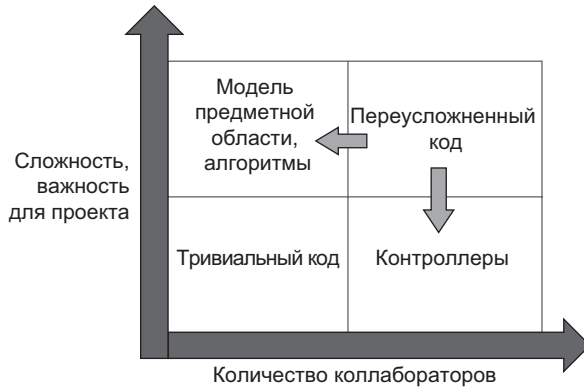 Модель
предметной
области,
алгоритмы
Переусложненный
код
Сложность,
важность
для проекта
Тривиальный код
Контроллеры
Количество коллабораторов